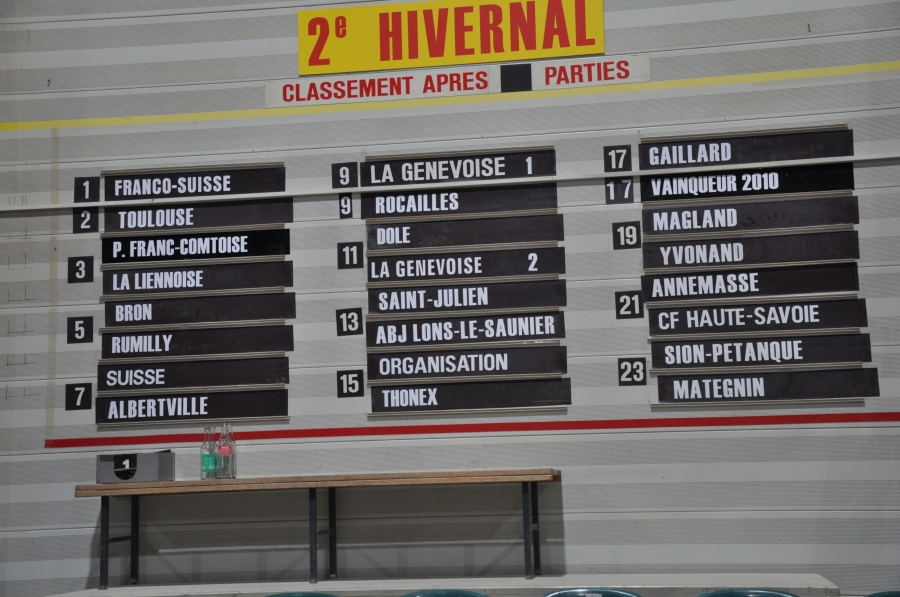 2e HIVERNAL
CLASSEMENT APRES PARTIES
1 FRANCO-SUISSE
2 TOULOUSE
P. FRANC-COMTOISE
3
LA LIENNOISE
BRON
5
RUMILLY
SUISSE
7
ALBERTVILLE
9 LA GENEVOISE 1
9 ROCAILLES
DOLE
11
LA GENEVOISE 2
SAINT-JULIEN
13
ABJ LONS-LE-SAUNIER
ORGANISATION
15
THONEX
17 GAILLARD
17 VAINQUEUR 2010
MAGLAND
19
YVONAND
ANNEMASSE
21
CF HAUTE-SAVOIE
SION-PETANQUE
23
MATEGNIN
1